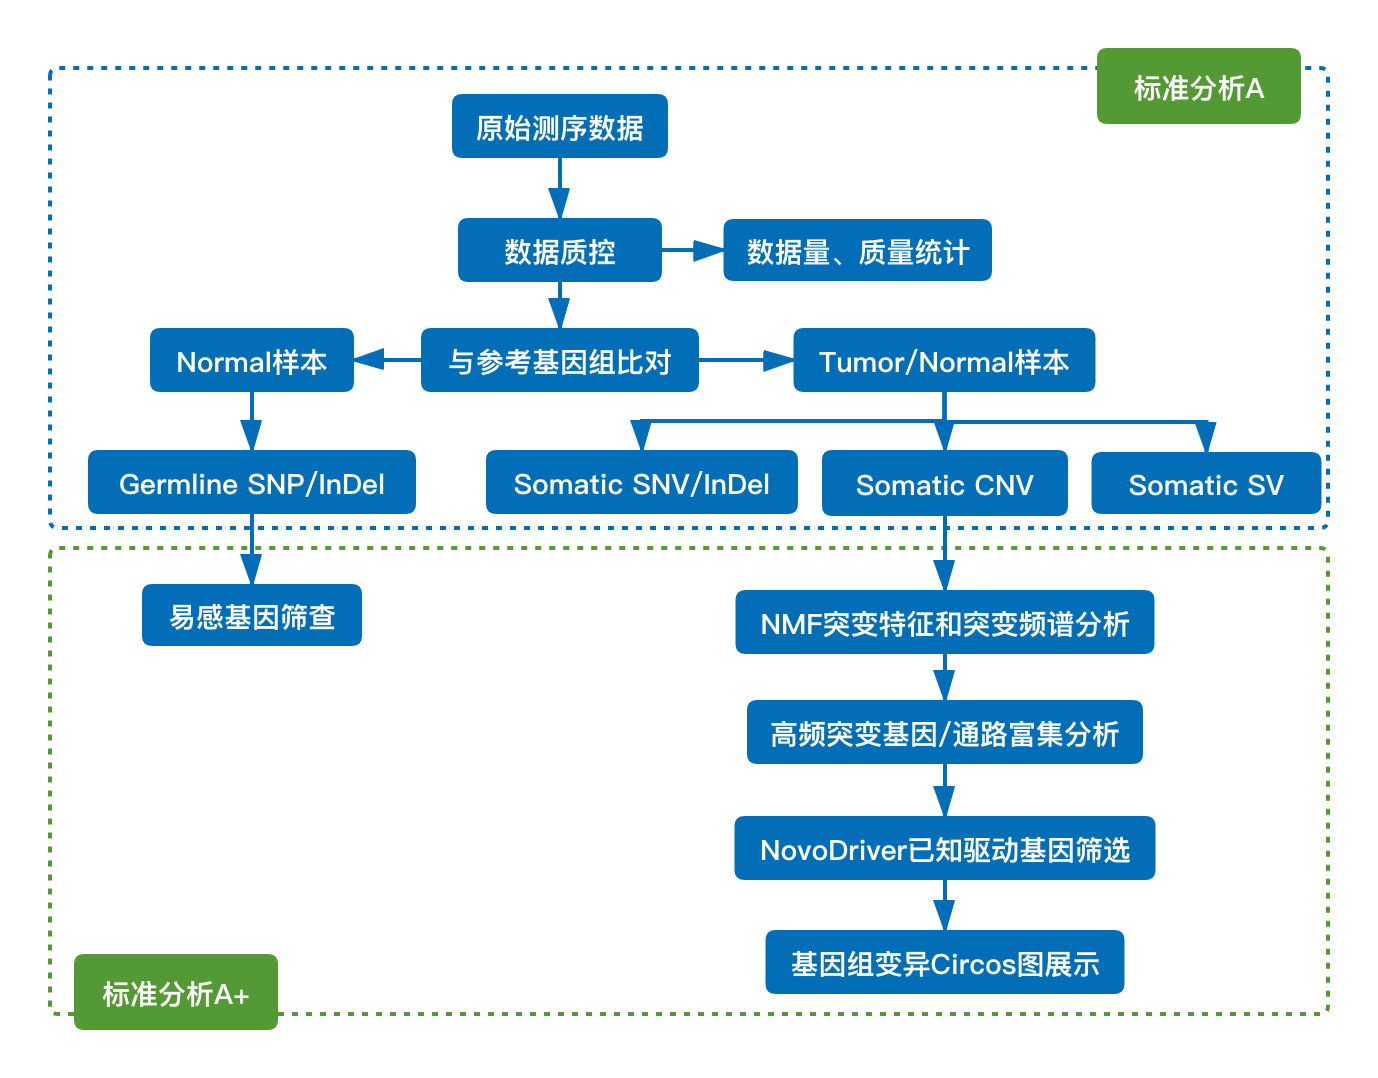 标准分析A
原始测序数据
数据质控
数据量、质量统计
Normal样本
与参考基因组比对
Tumor/Normal样本
Germline SNP/InDel
Somatic SNV/InDel
Somatic CNV
Somatic SV
易感基因筛查
NMF突变特征和突变频谱分析
高频突变基因/通路富集分析
NovoDriver已知驱动基因筛选
基因组变异Circos图展示
标准分析A+